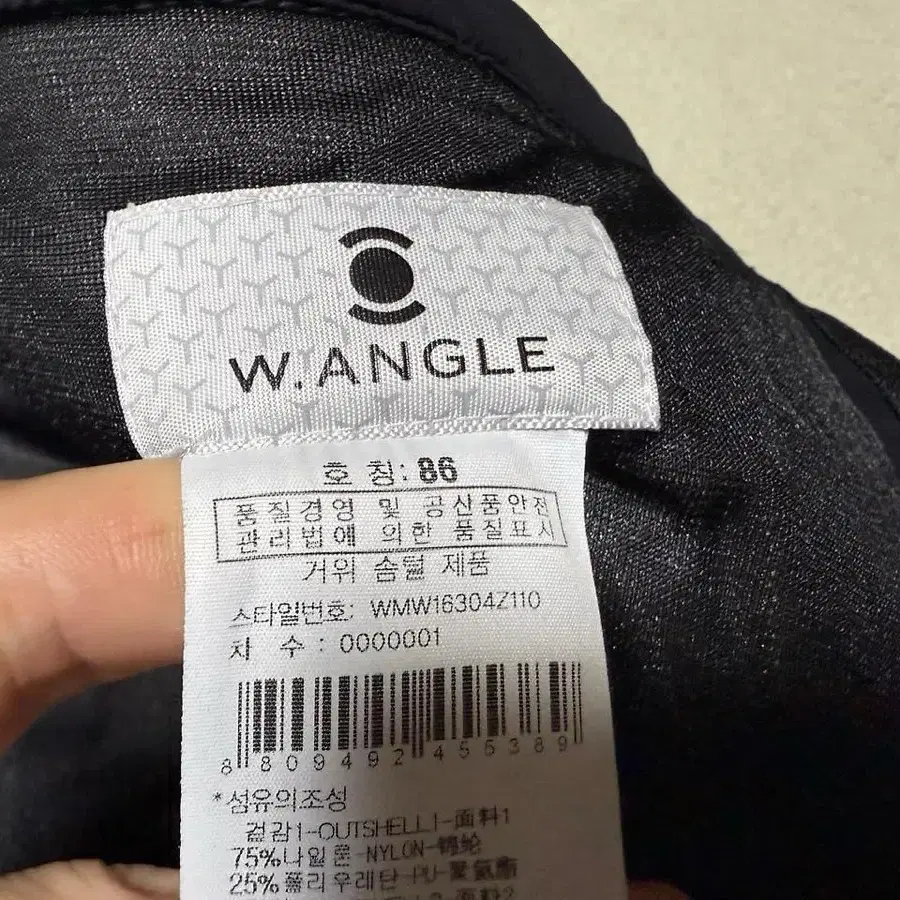 W.ANGLE
호 칭: 86
품질경영 및 공산품안전
관리법에 의한 품질표시
거위 솜털 제품
스타일번호: WMW16304Z110
차 수 : 0000001
8 809492 455389
*섬유의조성
겉감1-OUTSHELL1-面料1
75%나일론-NYLON-锦纶
25%폴리우레탄-PU-聚氨酯